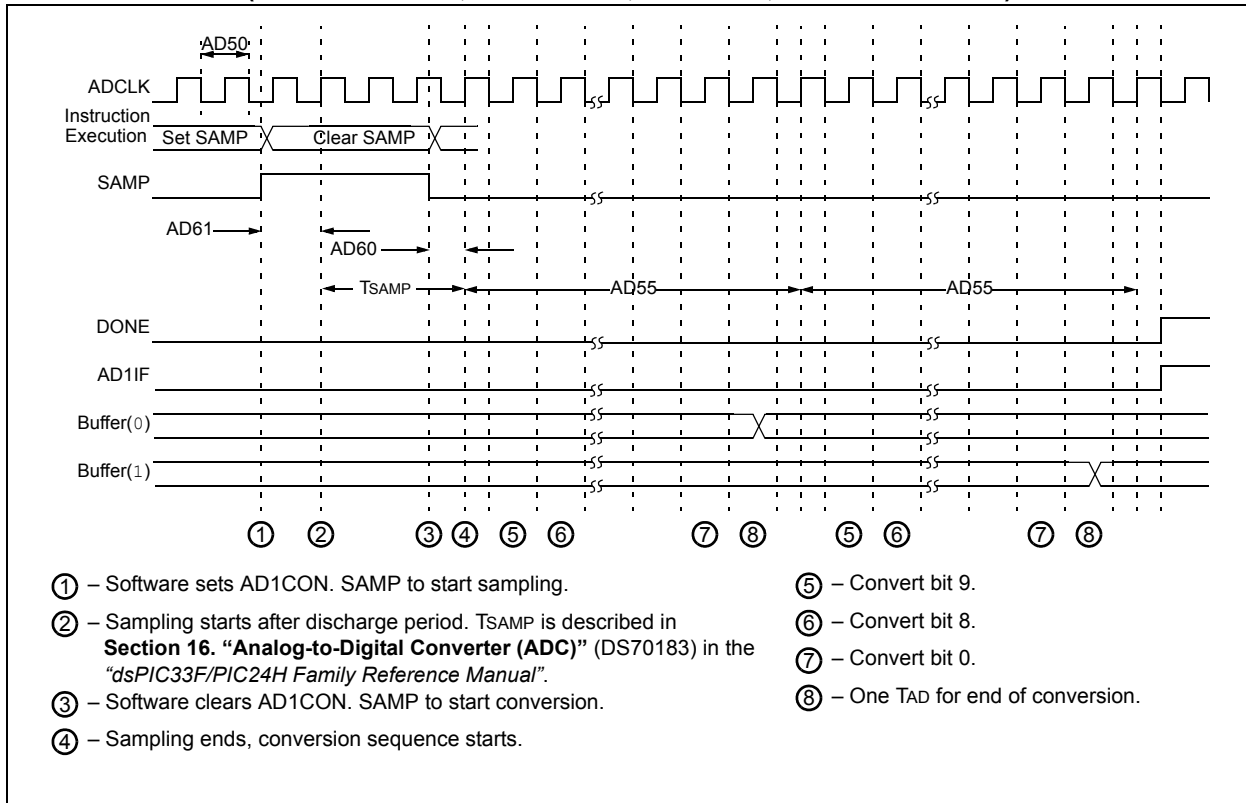 AD50
ADCLK
Instruction
Execution Set SAMP Clear SAMP
SAMP
AD61
AD60
TSAMP AD55 AD55
DONE
AD1IF
Buffer(0)
Buffer(1)
① ② ③ ④ ⑤ ⑥ ⑦ ⑧ ⑤ ⑥ ⑦ ⑧
① – Software sets AD1CON. SAMP to start sampling.
② – Sampling starts after discharge period. TSAMP is described in
Section 16. “Analog-to-Digital Converter (ADC)” (DS70183) in the
“dsPIC33F/PIC24H Family Reference Manual”.
③ – Software clears AD1CON. SAMP to start conversion.
④ – Sampling ends, conversion sequence starts.
⑤ – Convert bit 9.
⑥ – Convert bit 8.
⑦ – Convert bit 0.
⑧ – One TAD for end of conversion.